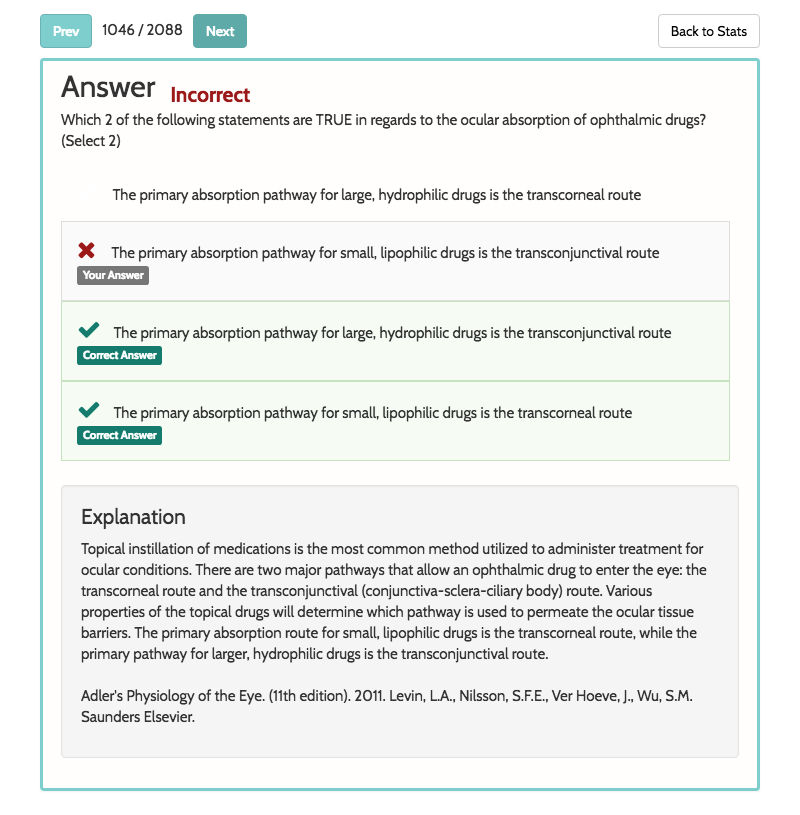 Prev 1046 / 2088 Next Back to Stats
Answer Incorrect
Which 2 of the following statements are TRUE in regards to the ocular absorption of ophthalmic drugs?
(Select 2)
The primary absorption pathway for large, hydrophilic drugs is the transcorneal route
The primary absorption pathway for small, lipophilic drugs is the transconjunctival route
Your Answer
The primary absorption pathway for large, hydrophilic drugs is the transconjunctival route
Correct Answer
The primary absorption pathway for small, lipophilic drugs is the transcorneal route
Correct Answer
Explanation
Topical instillation of medications is the most common method utilized to administer treatment for
ocular conditions. There are two major pathways that allow an ophthalmic drug to enter the eye: the
transcorneal route and the transconjunctival (conjunctiva-sclera-ciliary body) route. Various
properties of the topical drugs will determine which pathway is used to permeate the ocular tissue
barriers. The primary absorption route for small, lipophilic drugs is the transcorneal route, while the
primary pathway for larger, hydrophilic drugs is the transconjunctival route.
Adler's Physiology of the Eye. (11th edition). 2011. Levin, L.A., Nilsson, S.F.E., Ver Hoeve, J., Wu, S.M.
Saunders Elsevier.